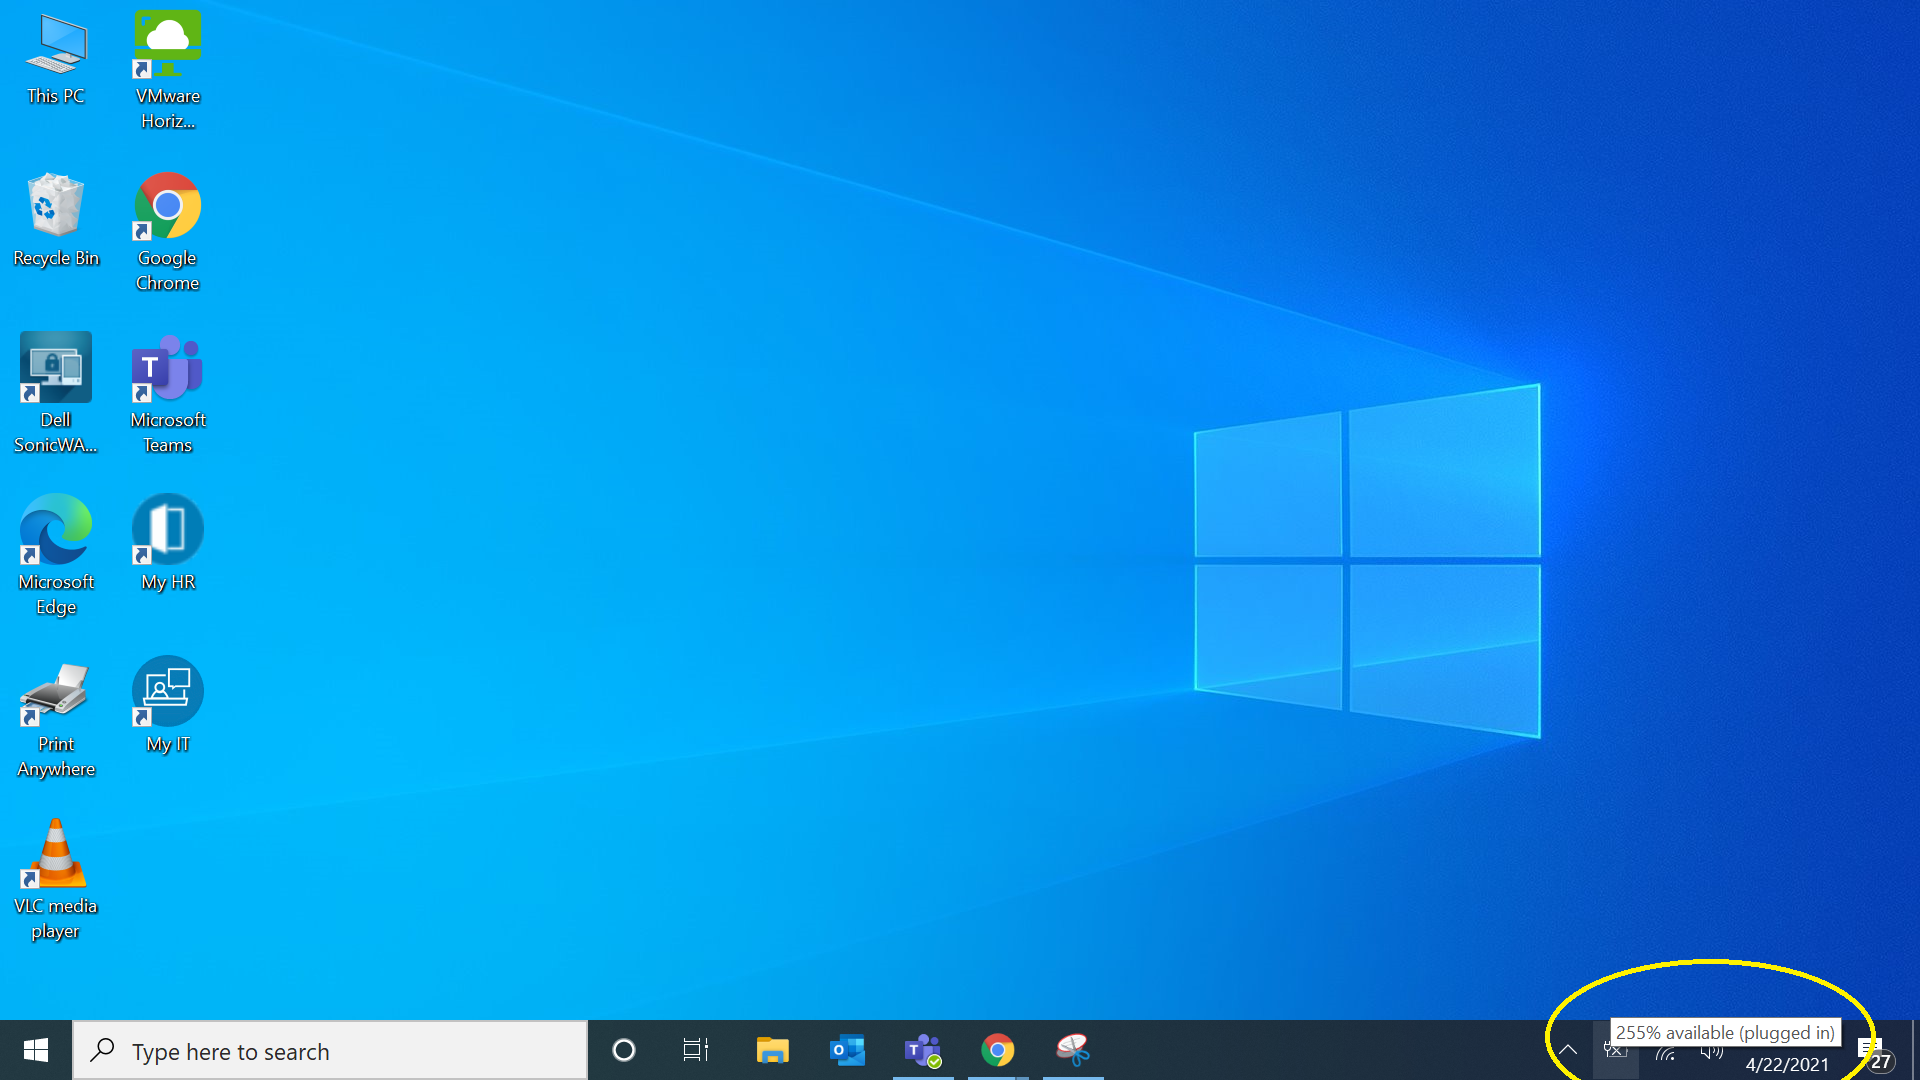 This PC
VMware
Horiz...
Recycle Bin
Google
Chrome
Dell
SonicWA...
T
Microsoft
Teams
Microsoft
Edge
My HR
Print
Anywhere
My IT
VLC media
player
Type here to search
O
T
255% available (plugged in)
4/22/2021
27